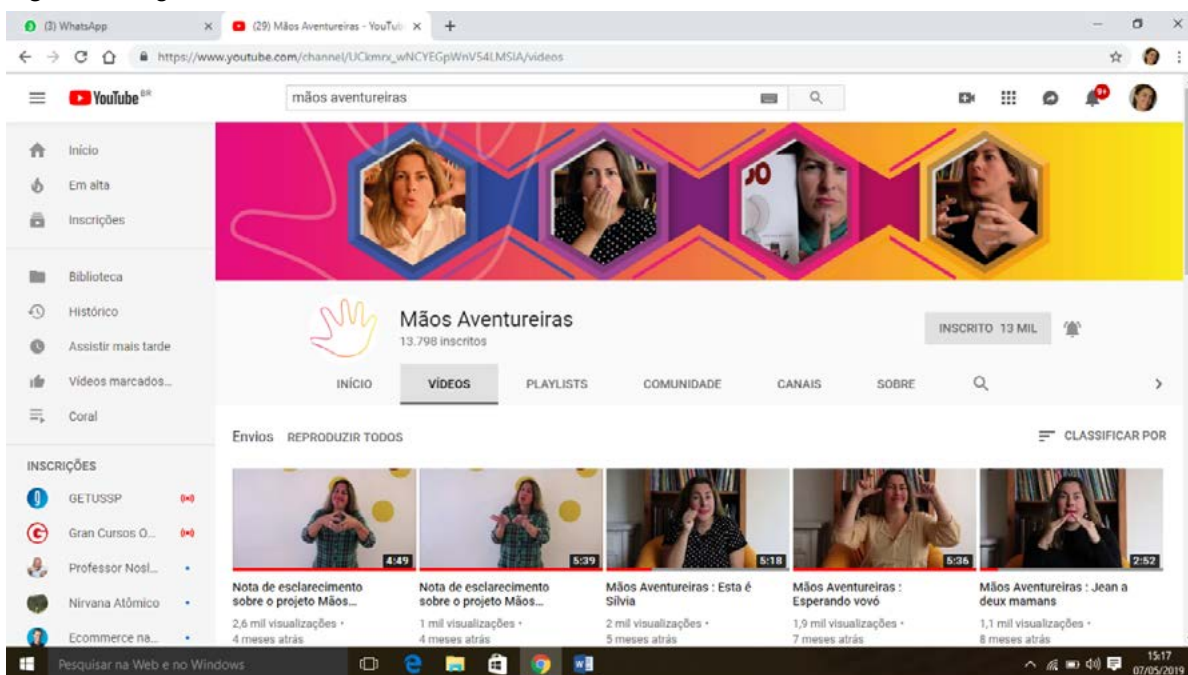 (3) WhatsApp
(29) Mãos Aventureiras - YouTub
https://www.youtube.com/channel/UCkmrx_wNCYEGpWnV54LMSIA/videos
YouTube BR
mãos aventureiras
9+
Início
Em alta
Inscrições
Biblioteca
Histórico
Assistir mais tarde
Vídeos marcados...
Coral
INSCRIÇÕES
GETUSSP
Gran Cursos O...
Professor Nosl...
Nirvana Atômico
Ecommerce na...
Mãos Aventureiras
13.798 inscritos
INSCRITO 13 MIL
INÍCIO VÍDEOS PLAYLISTS COMUNIDADE CANAIS SOBRE
Envios REPRODUZIR TODOS
CLASSIFICAR POR
4:49
Nota de esclarecimento
sobre o projeto Mãos...
2,6 mil visualizações •
4 meses atrás
5:39
Nota de esclarecimento
sobre o projeto Mãos...
1 mil visualizações •
4 meses atrás
5:18
Mãos Aventureiras : Esta é
Sílvia
2 mil visualizações •
5 meses atrás
5:36
Mãos Aventureiras :
Esperando vovó
1,9 mil visualizações •
7 meses atrás
2:52
Mãos Aventureiras : Jean a
deux mamans
1,1 mil visualizações •
8 meses atrás
Pesquisar na Web e no Windows
15:17
07/05/2019